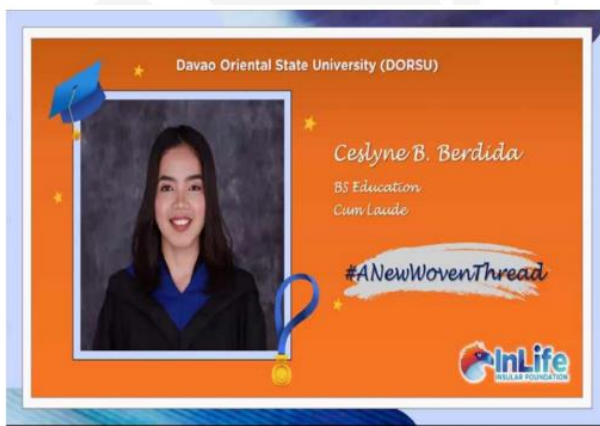 Davao Oriental State University (DORSU)
Ceslyne B. Berdida
BS Education
Cum Laude
#ANewWovenThread
InLife
INSULAR FOUNDATION